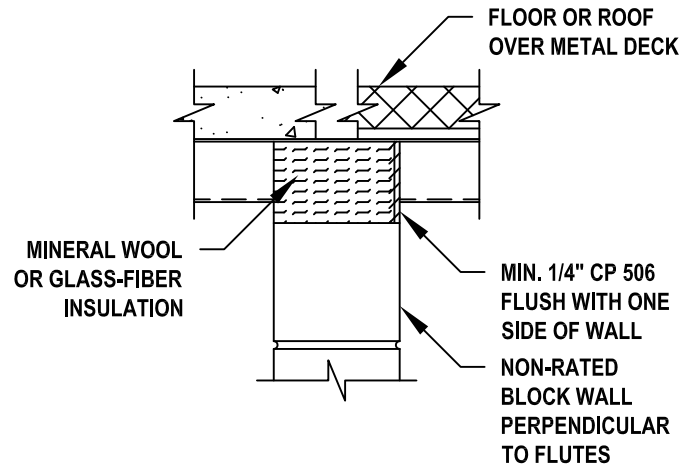 FLOOR OR ROOF
OVER METAL DECK
MINERAL WOOL
OR GLASS-FIBER
INSULATION
MIN. 1/4" CP 506
FLUSH WITH ONE
SIDE OF WALL
NON-RATED
BLOCK WALL
PERPENDICULAR
TO FLUTES